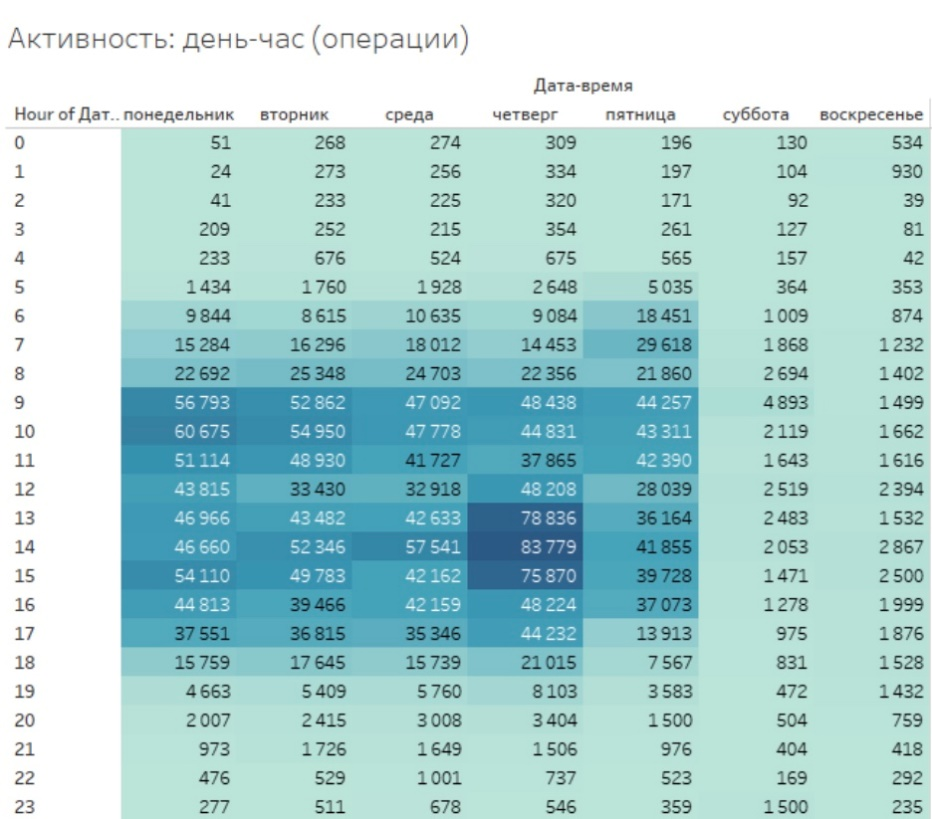 Активность: день-час (операции)
Дата-время
Hour of Дат.. понедельник вторник среда четверг пятница суббота воскресенье
0 51 268 274 309 196 130 534
1 24 273 256 334 197 104 930
2 41 233 225 320 171 92 39
3 209 252 215 354 261 127 81
4 233 676 524 675 565 157 42
5 1 434 1 760 1 928 2 648 5 035 364 353
6 9 844 8 615 10 635 9 084 18 451 1 009 874
7 15 284 16 296 18 012 14 453 29 618 1 868 1 232
8 22 692 25 348 24 703 22 356 21 860 2 694 1 402
9 56 793 52 862 47 092 48 438 44 257 4 893 1 499
10 60 675 54 950 47 778 44 831 43 311 2 119 1 662
11 51 114 48 930 41 727 37 865 42 390 1 643 1 616
12 43 815 33 430 32 918 48 208 28 039 2 519 2 394
13 46 966 43 482 42 633 78 836 36 164 2 483 1 532
14 46 660 52 346 57 541 83 779 41 855 2 053 2 867
15 54 110 49 783 42 162 75 870 39 728 1 471 2 500
16 44 813 39 466 42 159 48 224 37 073 1 278 1 999
17 37 551 36 815 35 346 44 232 13 913 975 1 876
18 15 759 17 645 15 739 21 015 7 567 831 1 528
19 4 663 5 409 5 760 8 103 3 583 472 1 432
20 2 007 2 415 3 008 3 404 1 500 504 759
21 973 1 726 1 649 1 506 976 404 418
22 476 529 1 001 737 523 169 292
23 277 511 678 546 359 1 500 235